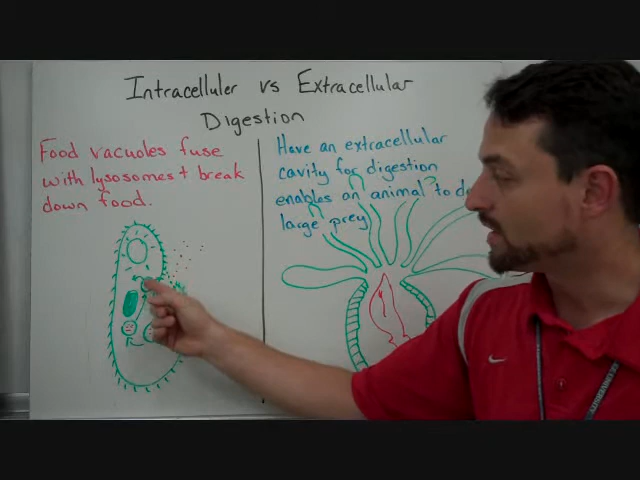 Intracelluler vs Extracellular
Digestion
Food vacuoles fuse
with lysosomes + break
down food.
Have an extracellular
cavity for digestion
enables an animal to
large prey